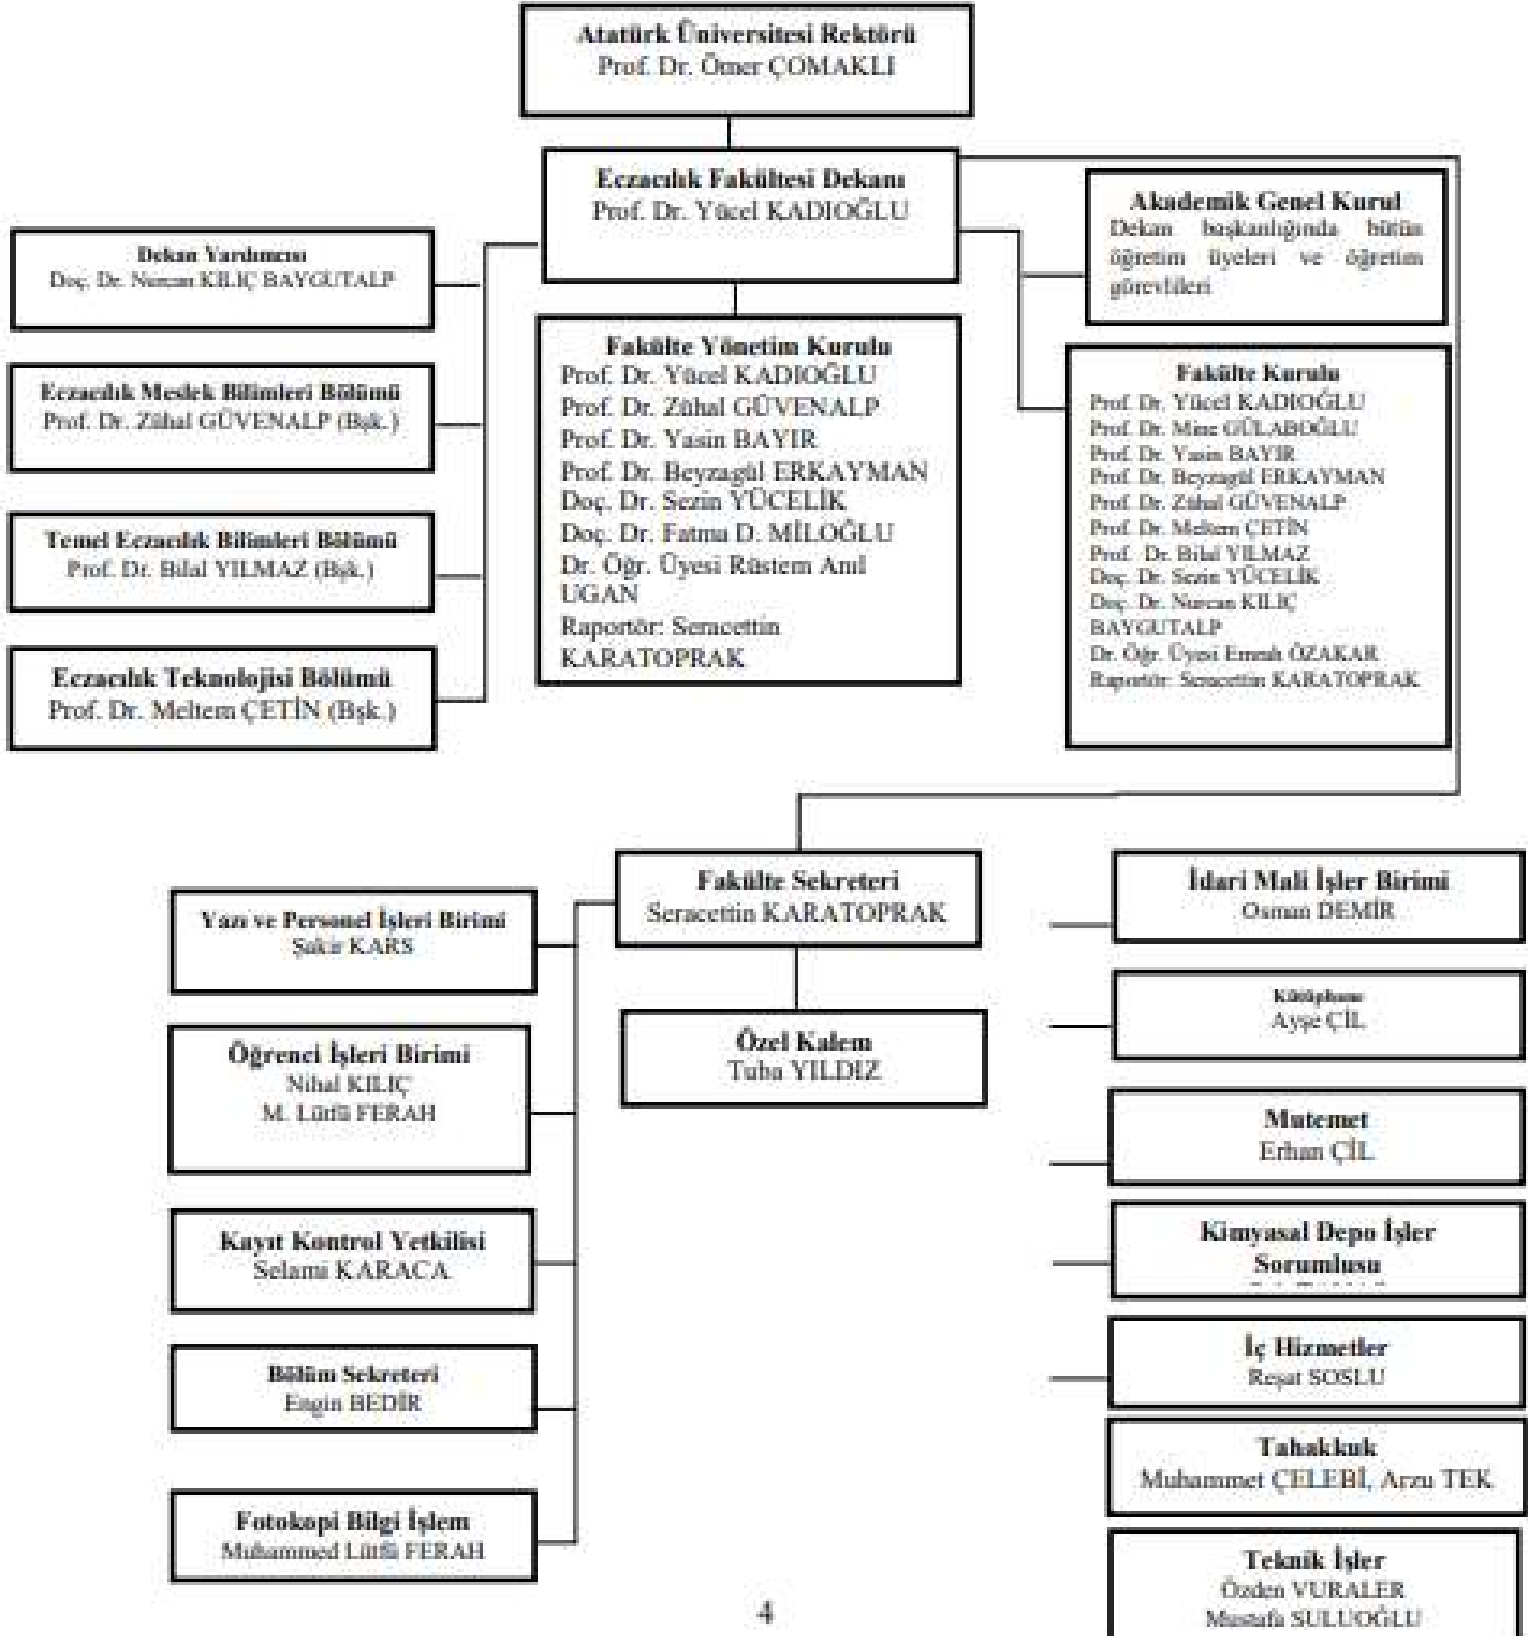 Atatürk Üniversitesi Rektörü
Prof. Dr. Ömer ÇOMAKLI
Eczacılık Fakültesi Dekanı
Prof. Dr. Yücel KADIOĞLU
Akademik Genel Kurul
Dekan başkanlığında bütün
öğretim üyeleri ve öğretim
görevlileri
Dekan Yardımcısı
Doç. Dr. Nurcan KILIÇ BAYGUTALP
Eczacılık Meslek Bilimleri Bölümü
Prof. Dr. Zühal GÜVENALP (Bşk.)
Temel Eczacılık Bilimleri Bölümü
Prof. Dr. Bilal YILMAZ (Bşk.)
Eczacılık Teknolojisi Bölümü
Prof. Dr. Meltem ÇETİN (Bşk.)
Fakülte Yönetim Kurulu
Prof. Dr. Yücel KADIOĞLU
Prof. Dr. Zühal GÜVENALP
Prof. Dr. Yasin BAYIR
Prof. Dr. Beyzagül ERKAYMAN
Doç. Dr. Sezin YÜCELİK
Doç. Dr. Fatma D. MİLOĞLU
Dr. Öğr. Üyesi Rüstem Anıl
UGAN
Raportör: Seracettin
KARATOPRAK
Fakülte Kurulu
Prof. Dr. Yücel KADIOĞLU
Prof. Dr. Mine GÜLABOĞLU
Prof. Dr. Yasin BAYIR
Prof. Dr. Beyzagül ERKAYMAN
Prof. Dr. Zühal GÜVENALP
Prof. Dr. Meltem ÇETİN
Prof. Dr. Bilal YILMAZ
Doç. Dr. Sezin YÜCELİK
Doç. Dr. Nurcan KILIÇ
BAYGUTALP
Dr. Öğr. Üyesi Emrah ÖZAKAR
Raportör: Seracettin KARATOPRAK
Fakülte Sekreteri
Seracettin KARATOPRAK
Özel Kalem
Tuba YILDIZ
Yazı ve Personel İşleri Birimi
Şakir KARS
Öğrenci İşleri Birimi
Nihal KILIÇ
M. Lütfü FERAH
Kayıt Kontrol Yetkilisi
Selami KARACA
Bölüm Sekreteri
Engin BEDİR
Fotokopi Bilgi İşlem
Muhammed Lütfü FERAH
İdari Mali İşler Birimi
Osman DEMİR
Kütüphane
Ayşe ÇİL
Mutemet
Erhan ÇİL
Kimyasal Depo İşler
Sorumlusu
İç Hizmetler
Reşat SOSLU
Tahakkuk
Muhammet ÇELEBİ, Arzu TEK
Teknik İşler
Özden VURALER
Mustafa SULUOĞLU
4